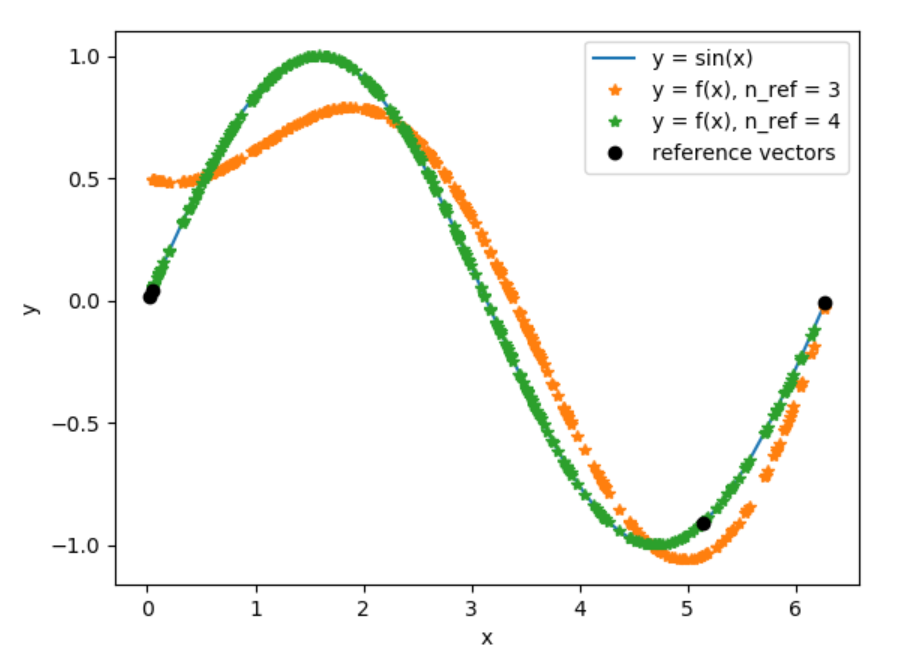 1.0
0.5
0.0
−0.5
−1.0
y
0
1
2
3
4
5
6
x
y = sin(x)
y = f(x), n_ref = 3
y = f(x), n_ref = 4
reference vectors